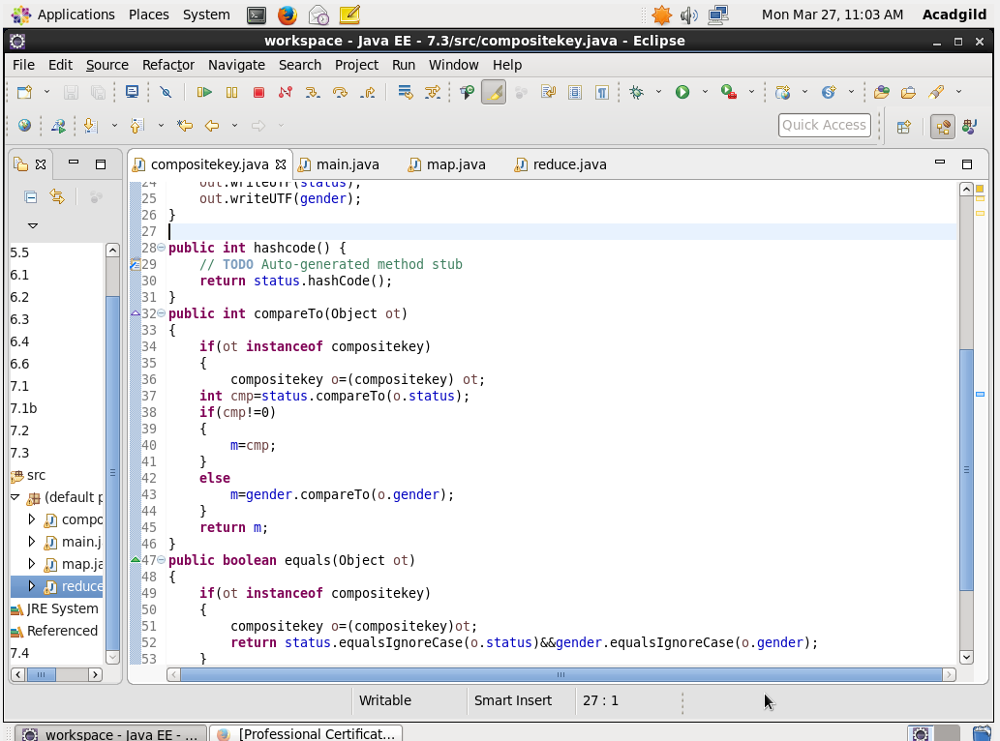 Applications Places System
Mon Mar 27, 11:03 AM Acadgild
workspace - Java EE - 7.3/src/compositekey.java - Eclipse
File Edit Source Refactor Navigate Search Project Run Window Help
Quick Access
compositekey.java main.java map.java reduce.java
5.5
6.1
6.2
6.3
6.4
6.6
7.1
7.1b
7.2
7.3
src
(default p
compo
main.j
map.ja
reduce
JRE System
Referenced
7.4
24 out.writeUTF(status);
25 out.writeUTF(gender);
26 }
27
28 public int hashcode() {
29 // TODO Auto-generated method stub
30 return status.hashCode();
31 }
32 public int compareTo(Object ot)
33 {
34 if(ot instanceof compositekey)
35 {
36 compositekey o=(compositekey) ot;
37 int cmp=status.compareTo(o.status);
38 if(cmp!=0)
39 {
40 m=cmp;
41 }
42 else
43 m=gender.compareTo(o.gender);
44 }
45 return m;
46 }
47 public boolean equals(Object ot)
48 {
49 if(ot instanceof compositekey)
50 {
51 compositekey o=(compositekey)ot;
52 return status.equalsIgnoreCase(o.status)&&gender.equalsIgnoreCase(o.gender);
53 }
Writable Smart Insert 27 : 1
workspace - Java EE - ... [Professional Certificat...